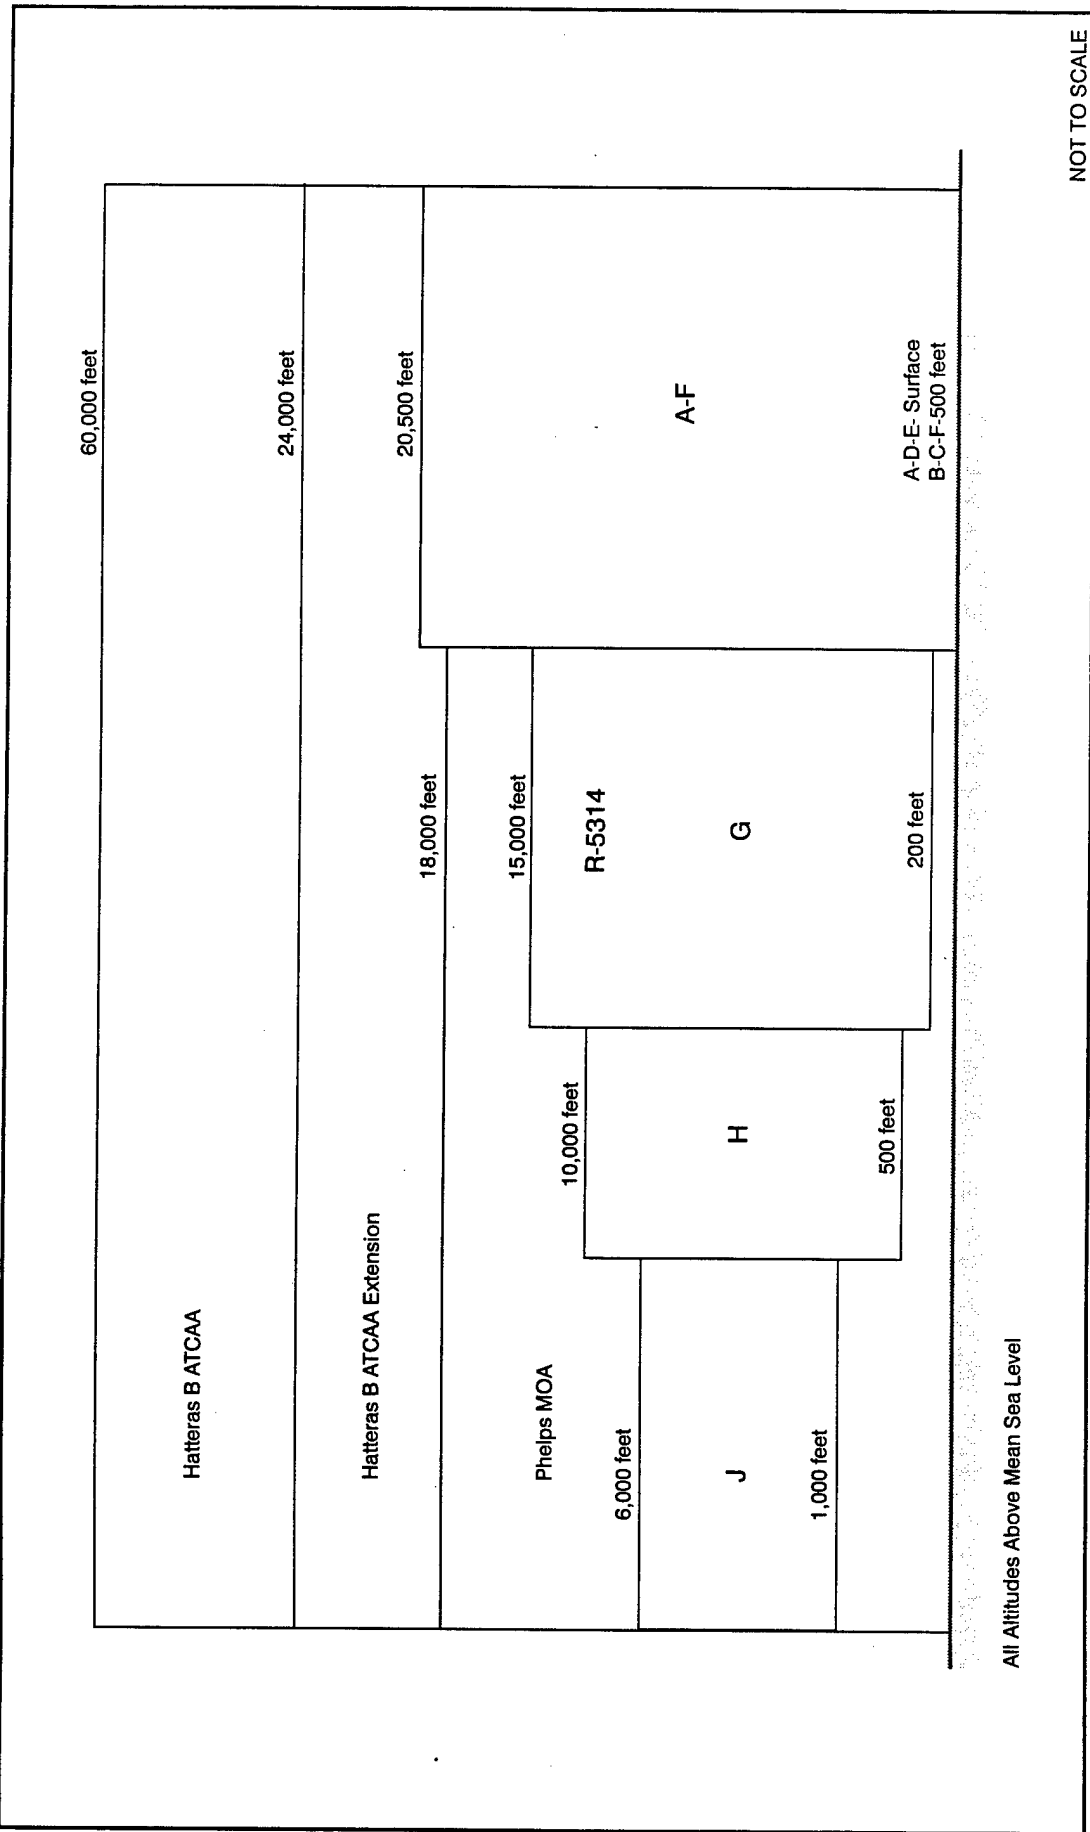 60,000 feet
Hatteras B ATCAA
24,000 feet
Hatteras B ATCAA Extension
20,500 feet
18,000 feet
Phelps MOA
15,000 feet
10,000 feet
R-5314
6,000 feet
J
H
G
A-F
1,000 feet
500 feet
200 feet
A-D-E- Surface
B-C-F-500 feet
All Altitudes Above Mean Sea Level
NOT TO SCALE